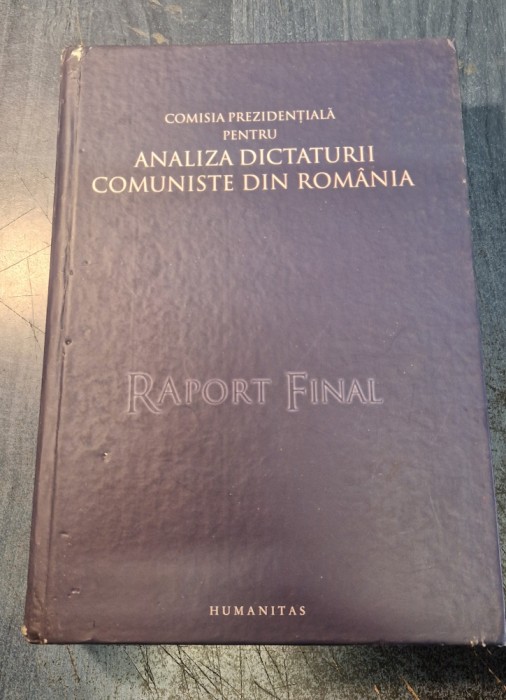 COMISIA PREZIDENȚIALĂ
PENTRU
ANALIZA DICTATURII
COMUNISTE DIN ROMÂNIA
RAPORT FINAL
HUMANITAS